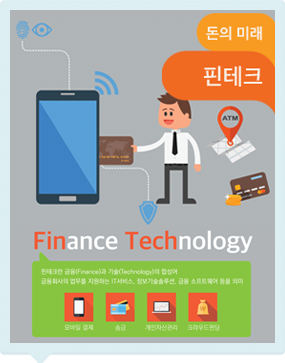 돈의 미래
핀테크
ATM
Finance Technology
핀테크란 금융(Finance)과 기술(Technology)의 합성어
금융회사의 업무를 지원하는 IT서비스, 정보기술솔루션, 금융 소프트웨어 등을 의미
모바일 결제
송금
개인자산관리
크라우드펀딩